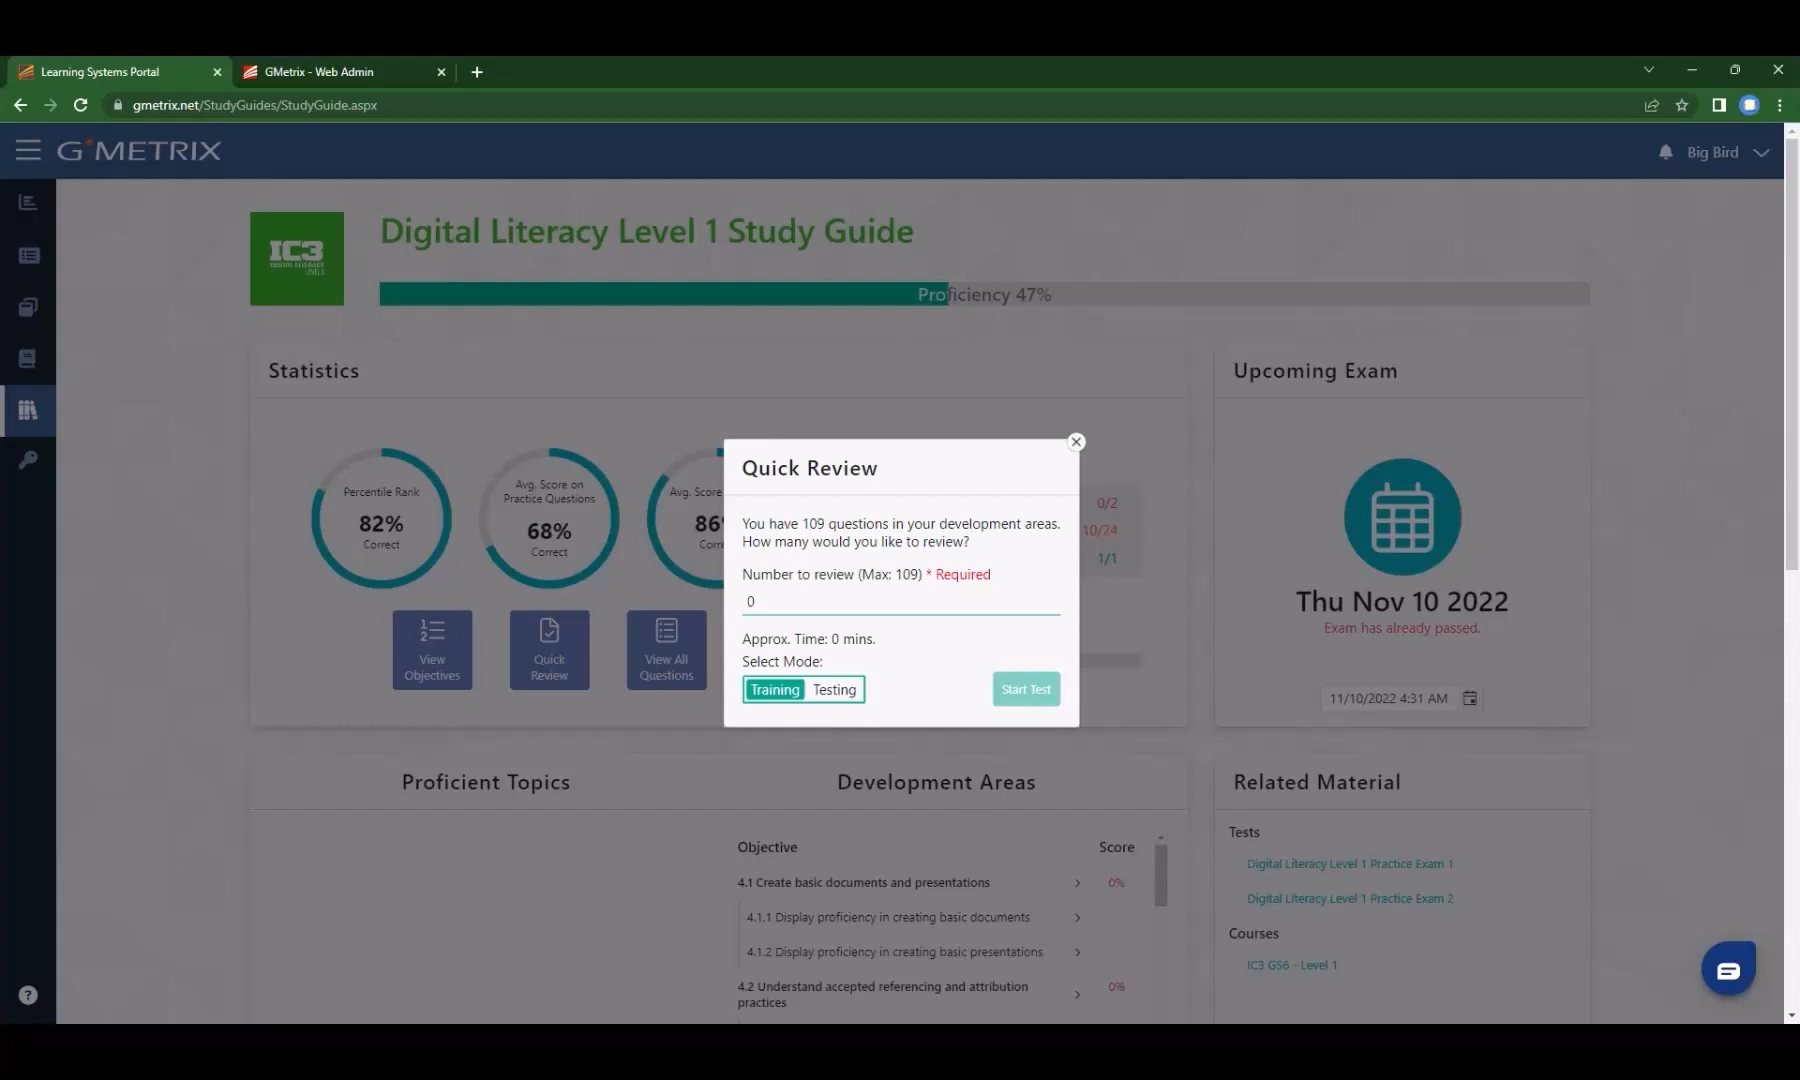 Learning Systems Portal
GMetrix - Web Admin
gmetrix.net/StudyGuides/StudyGuide.aspx
GMETRIX
Big Bird
IC3
DIGITAL LITERACY
LEVEL 1
Digital Literacy Level 1 Study Guide
Proficiency 47%
Statistics
Percentile Rank
82%
Correct
Avg. Score on
Practice Questions
68%
Correct
Avg. Score
86
Corr
0/2
10/24
1/1
View
Objectives
Quick
Review
View All
Questions
Quick Review
You have 109 questions in your development areas.
How many would you like to review?
Number to review (Max: 109) * Required
0
Approx. Time: 0 mins.
Select Mode:
Training
Testing
Start Test
Upcoming Exam
Thu Nov 10 2022
Exam has already passed.
11/10/2022 4:31 AM
Proficient Topics
Development Areas
Objective
Score
4.1 Create basic documents and presentations
0%
4.1.1 Display proficiency in creating basic documents
4.1.2 Display proficiency in creating basic presentations
4.2 Understand accepted referencing and attribution
practices
0%
Related Material
Tests
Digital Literacy Level 1 Practice Exam 1
Digital Literacy Level 1 Practice Exam 2
Courses
IC3 GS6 - Level 1